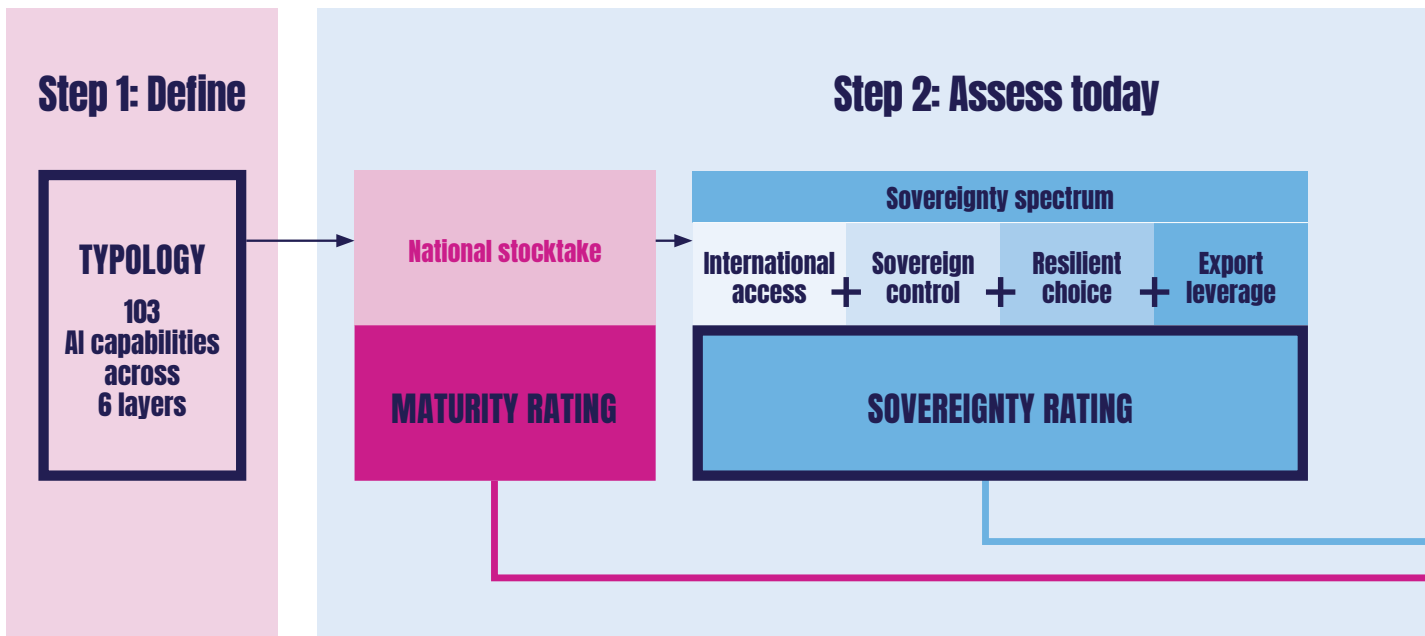 Step 1: Define
TYPOLOGY
103
AI capabilities
across
6 layers
Step 2: Assess today
National stocktake
MATURITY RATING
Sovereignty spectrum
International
access
+
Sovereign
control
+
Resilient
choice
+
Export
leverage
SOVEREIGNTY RATING